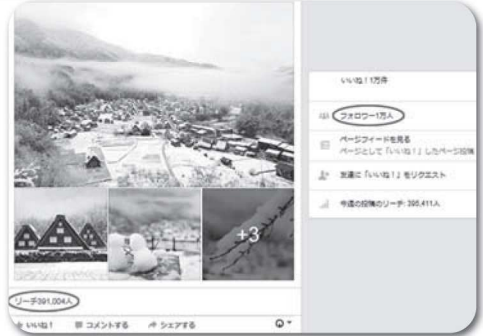 +3
リーチ391,004人
いいね！
コメントする
シェアする
いいね！1万件
フォロワー1万人
ページフィードを見る
ページとして「いいね！」したページ投稿
友達に「いいね！」をリクエスト
今週の投稿のリーチ: 395,411人